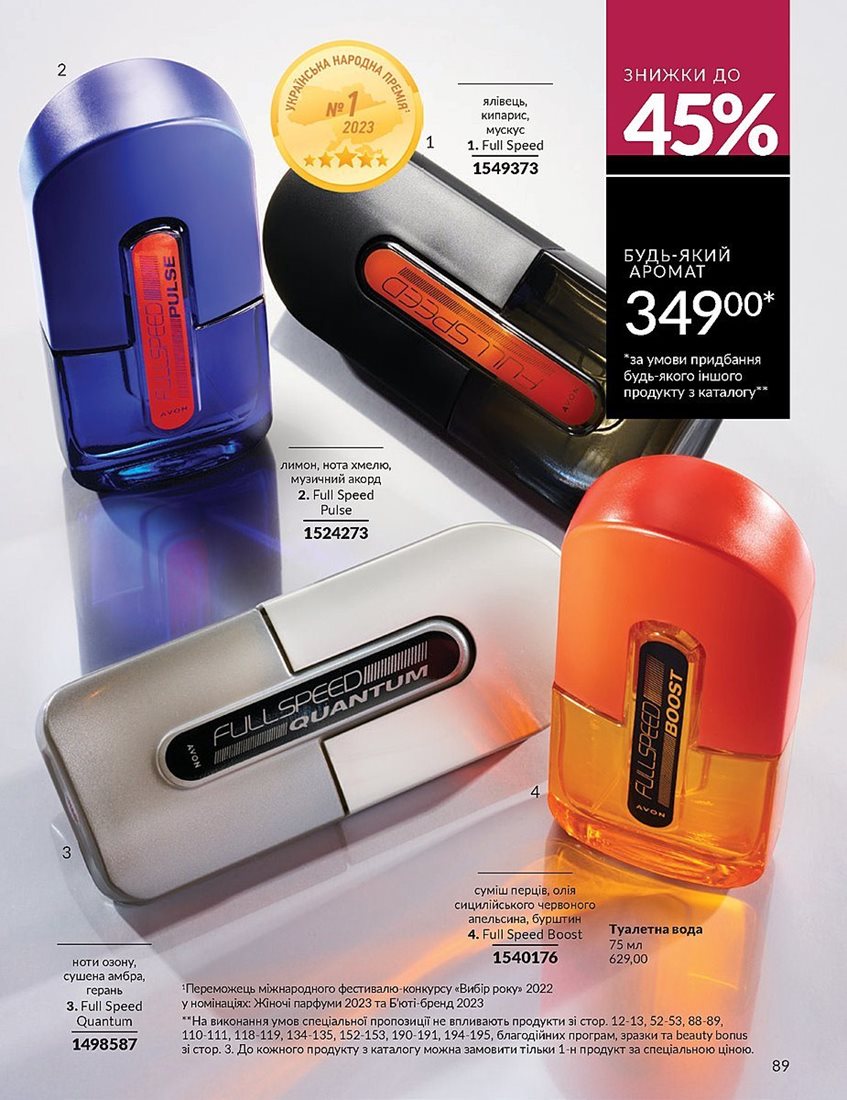 2
УКРАЇНСЬКА НАРОДНА ПРЕМІЯ¹
№1
2023
1
ялівець,
кипарис,
мускус
1. Full Speed
1549373
ЗНИЖКИ ДО
45%
БУДЬ-ЯКИЙ
АРОМАТ
349⁰⁰*
*за умови придбання
будь-якого іншого
продукту з каталогу**
FULLSPEED
PULSE
FULLSPEED
AVON
лимон, нота хмелю,
музичний акорд
2. Full Speed
Pulse
1524273
FULLSPEED
QUANTUM
AVON
FULLSPEED
BOOST
AVON
4
3
суміш перців, олія
сицилійського червоного
апельсина, бурштин
4. Full Speed Boost
1540176
Туалетна вода
75 мл
629,00
ноти озону,
сушена амбра,
герань
3. Full Speed
Quantum
1498587
¹Переможець міжнародного фестивалю-конкурсу «Вибір року» 2022
у номінаціях: Жіночі парфуми 2023 та Б'юті-бренд 2023
**На виконання умов спеціальної пропозиції не впливають продукти зі стор. 12-13, 52-53, 88-89,
110-111, 118-119, 134-135, 152-153, 190-191, 194-195, благодійних програм, зразки та beauty bonus
зі стор. 3. До кожного продукту з каталогу можна замовити тільки 1-н продукт за спеціальною ціною.
89